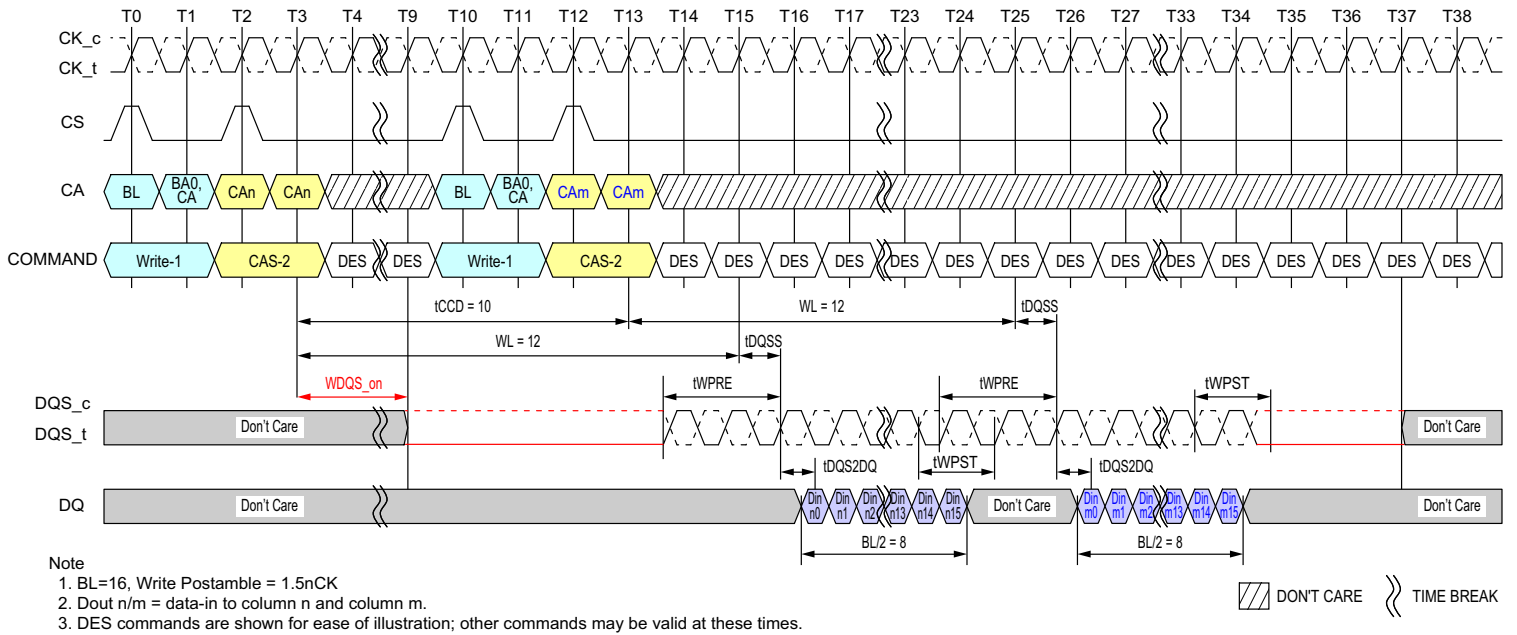 T0 T1 T2 T3 T4 T9 T10 T11 T12 T13 T14 T15 T16 T17 T23 T24 T25 T26 T27 T33 T34 T35 T36 T37 T38
CK_c
CK_t
CS
CA BL BA0, CA CAn CAn BL BA0, CA CAm CAm
COMMAND Write-1 CAS-2 DES DES Write-1 CAS-2 DES DES DES DES DES DES DES DES DES DES DES DES DES DES DES
tCCD = 10 WL = 12 tDQSS
WL = 12 tDQSS
WDQS_on tWPRE tWPRE tWPST
DQS_c
DQS_t Don't Care Don't Care
tDQS2DQ tWPST tDQS2DQ
DQ Don't Care Din n0 Din n1 Din n2 Din n13 Din n14 Din n15 Don't Care Din m0 Din m1 Din m2 Din m13 Din m14 Din m15 Don't Care
BL/2 = 8 BL/2 = 8
Note
1. BL=16, Write Postamble = 1.5nCK
2. Dout n/m = data-in to column n and column m.
3. DES commands are shown for ease of illustration; other commands may be valid at these times.
DON'T CARE TIME BREAK